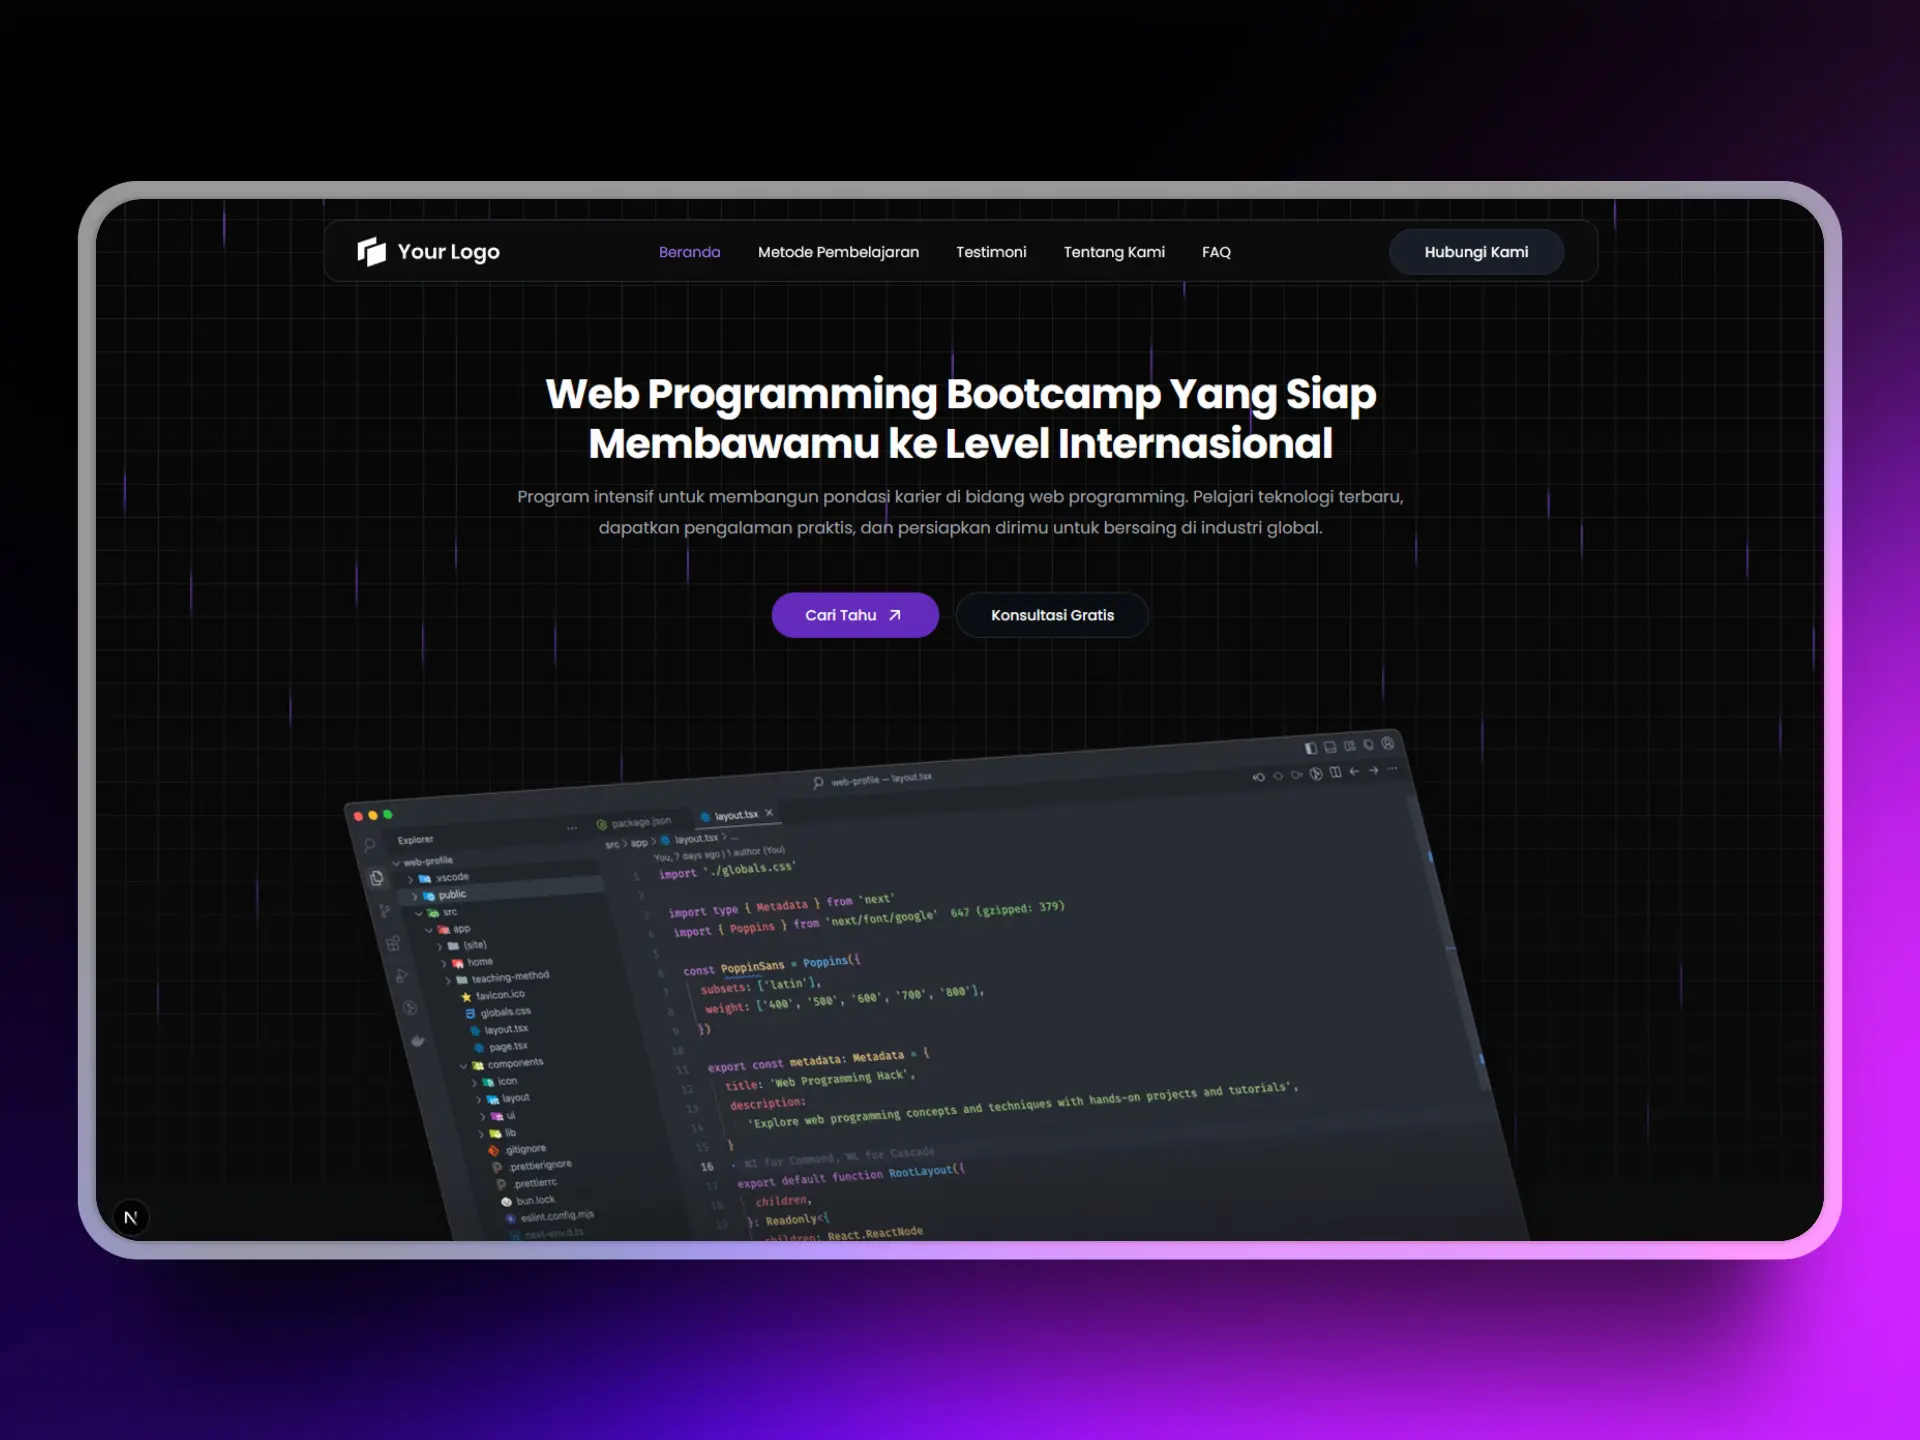 Your Logo
Beranda
Metode Pembelajaran
Testimoni
Tentang Kami
FAQ
Hubungi Kami
Web Programming Bootcamp Yang Siap
Membawamu ke Level Internasional
Program intensif untuk membangun pondasi karier di bidang web programming. Pelajari teknologi terbaru,
dapatkan pengalaman praktis, dan persiapkan dirimu untuk bersaing di industri global.
Cari Tahu
Konsultasi Gratis
web-profile — layout.tsx
Explorer
web-profile
.vscode
public
src
app
(site)
home
teaching-method
favicon.ico
globals.css
layout.tsx
page.tsx
components
icon
layout
ui
lib
.gitignore
.prettierignore
.prettierrc
bun.lock
eslint.config.mjs
next-env.d.ts
package.json
layout.tsx
src > app > layout.tsx > ...
You, 7 days ago | 1 author (You)
1 import './globals.css'
2
3 import type { Metadata } from 'next'
4 import { Poppins } from 'next/font/google' 647 (gzipped: 379)
5
6 const PoppinSans = Poppins({
7 subsets: ['latin'],
8 weight: ['400', '500', '600', '700', '800'],
9 })
10
11 export const metadata: Metadata = {
12 title: 'Web Programming Hack',
13 description:
14 'Explore web programming concepts and techniques with hands-on projects and tutorials',
15 }
16 ⌘I for Command, ⌘L for Cascade
17 export default function RootLayout({
18 children,
19 }: Readonly<{
children: React.ReactNode
N